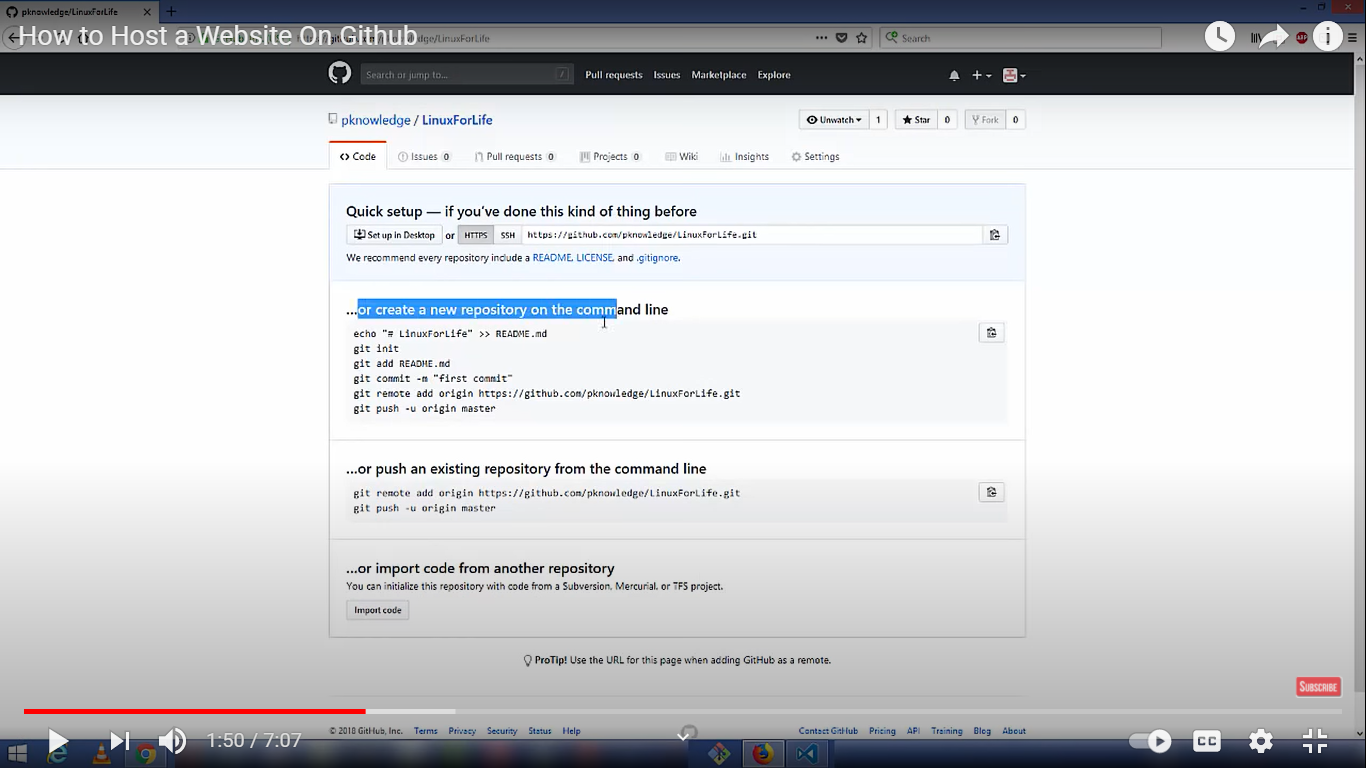 pknowledge/LinuxForLife
How to Host a Website On Github
/LinuxForLife
Search
Search or jump to...
/
Pull requests Issues Marketplace Explore
pknowledge / LinuxForLife
Unwatch 1 Star 0 Fork 0
Code Issues 0 Pull requests 0 Projects 0 Wiki Insights Settings
Quick setup — if you've done this kind of thing before
Set up in Desktop or HTTPS SSH https://github.com/pknowledge/LinuxForLife.git
We recommend every repository include a README, LICENSE, and .gitignore.
...or create a new repository on the command line
echo "# LinuxForLife" >> README.md
git init
git add README.md
git commit -m "first commit"
git remote add origin https://github.com/pknowledge/LinuxForLife.git
git push -u origin master
...or push an existing repository from the command line
git remote add origin https://github.com/pknowledge/LinuxForLife.git
git push -u origin master
...or import code from another repository
You can initialize this repository with code from a Subversion, Mercurial, or TFS project.
Import code
ProTip! Use the URL for this page when adding GitHub as a remote.
SUBSCRIBE
© 2018 GitHub, Inc. Terms Privacy Security Status Help
Contact GitHub Pricing API Training Blog About
1:50 / 7:07
CC